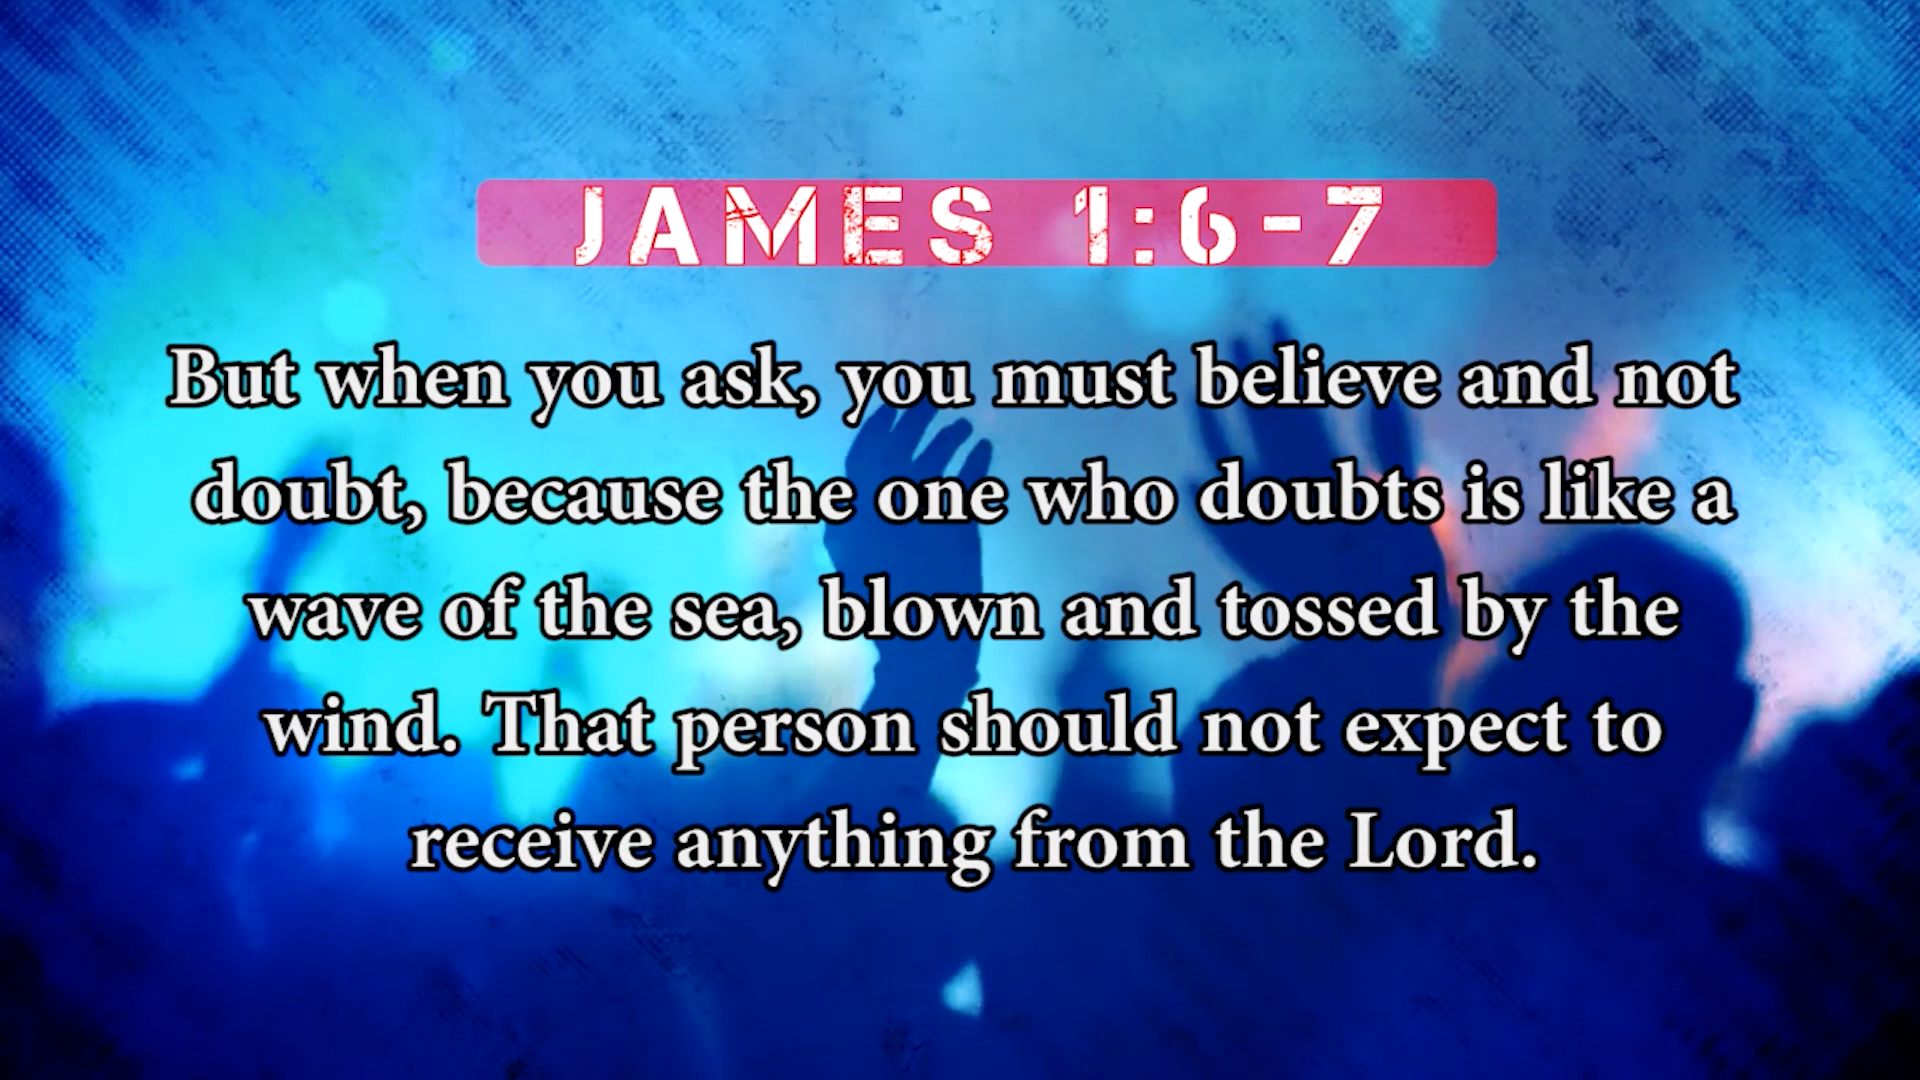 JAMES 1:6-7
But when you ask, you must believe and not
doubt, because the one who doubts is like a
wave of the sea, blown and tossed by the
wind. That person should not expect to
receive anything from the Lord.